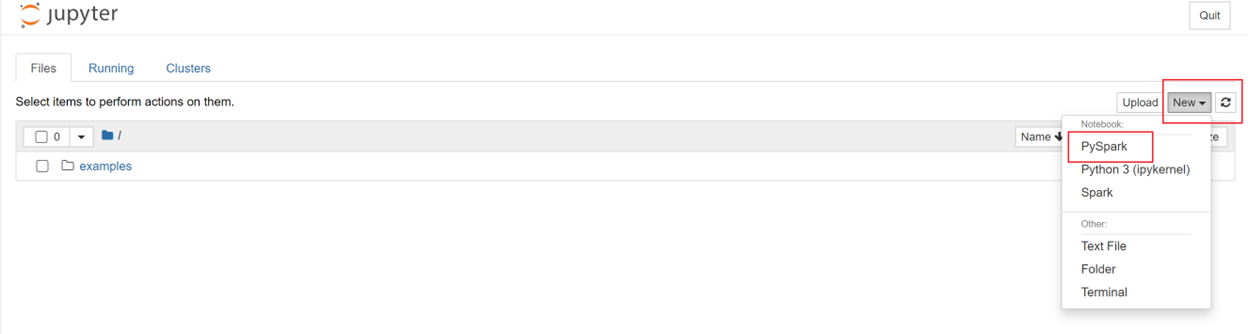 jupyter
Quit
Files
Running
Clusters
Select items to perform actions on them.
Upload
New
0
/
Name
examples
Notebook:
PySpark
Python 3 (ipykernel)
Spark
Other:
Text File
Folder
Terminal